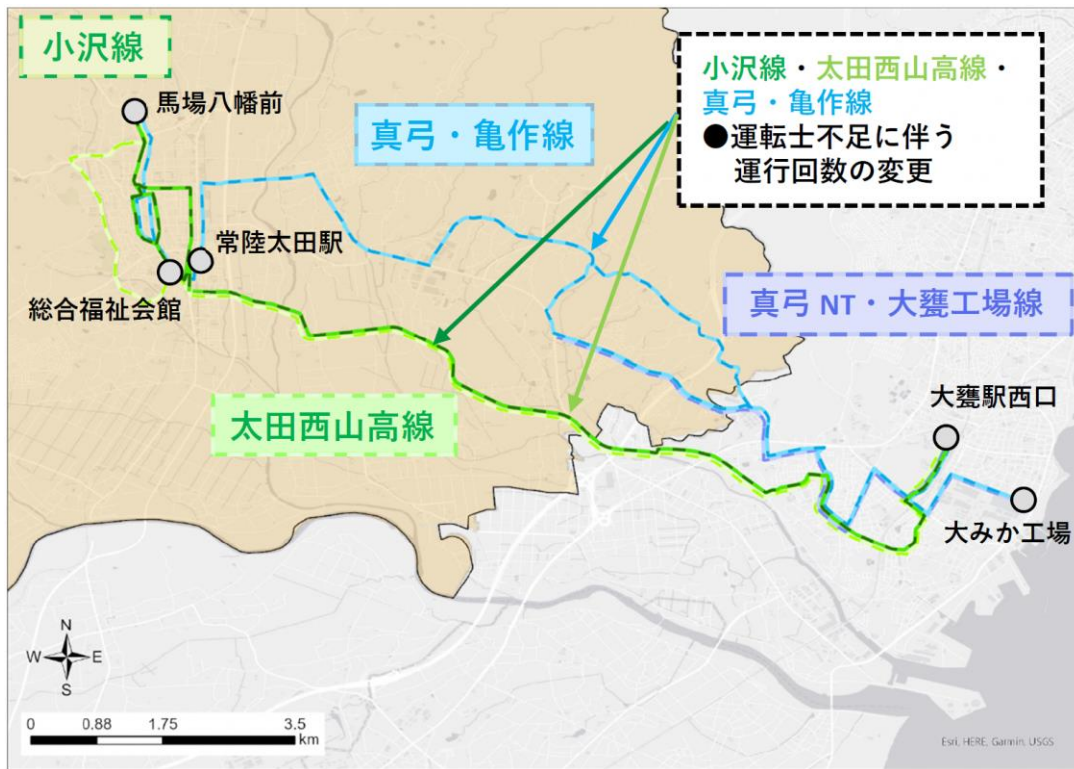 小沢線
馬場八幡前
真弓・亀作線
小沢線・太田西山高線・
真弓・亀作線
●運転士不足に伴う
運行回数の変更
常陸太田駅
総合福祉会館
真弓 NT・大甕工場線
太田西山高線
大甕駅西口
大みか工場
N
W E
S
0 0.88 1.75 3.5
km
Esri, HERE, Garmin, USGS